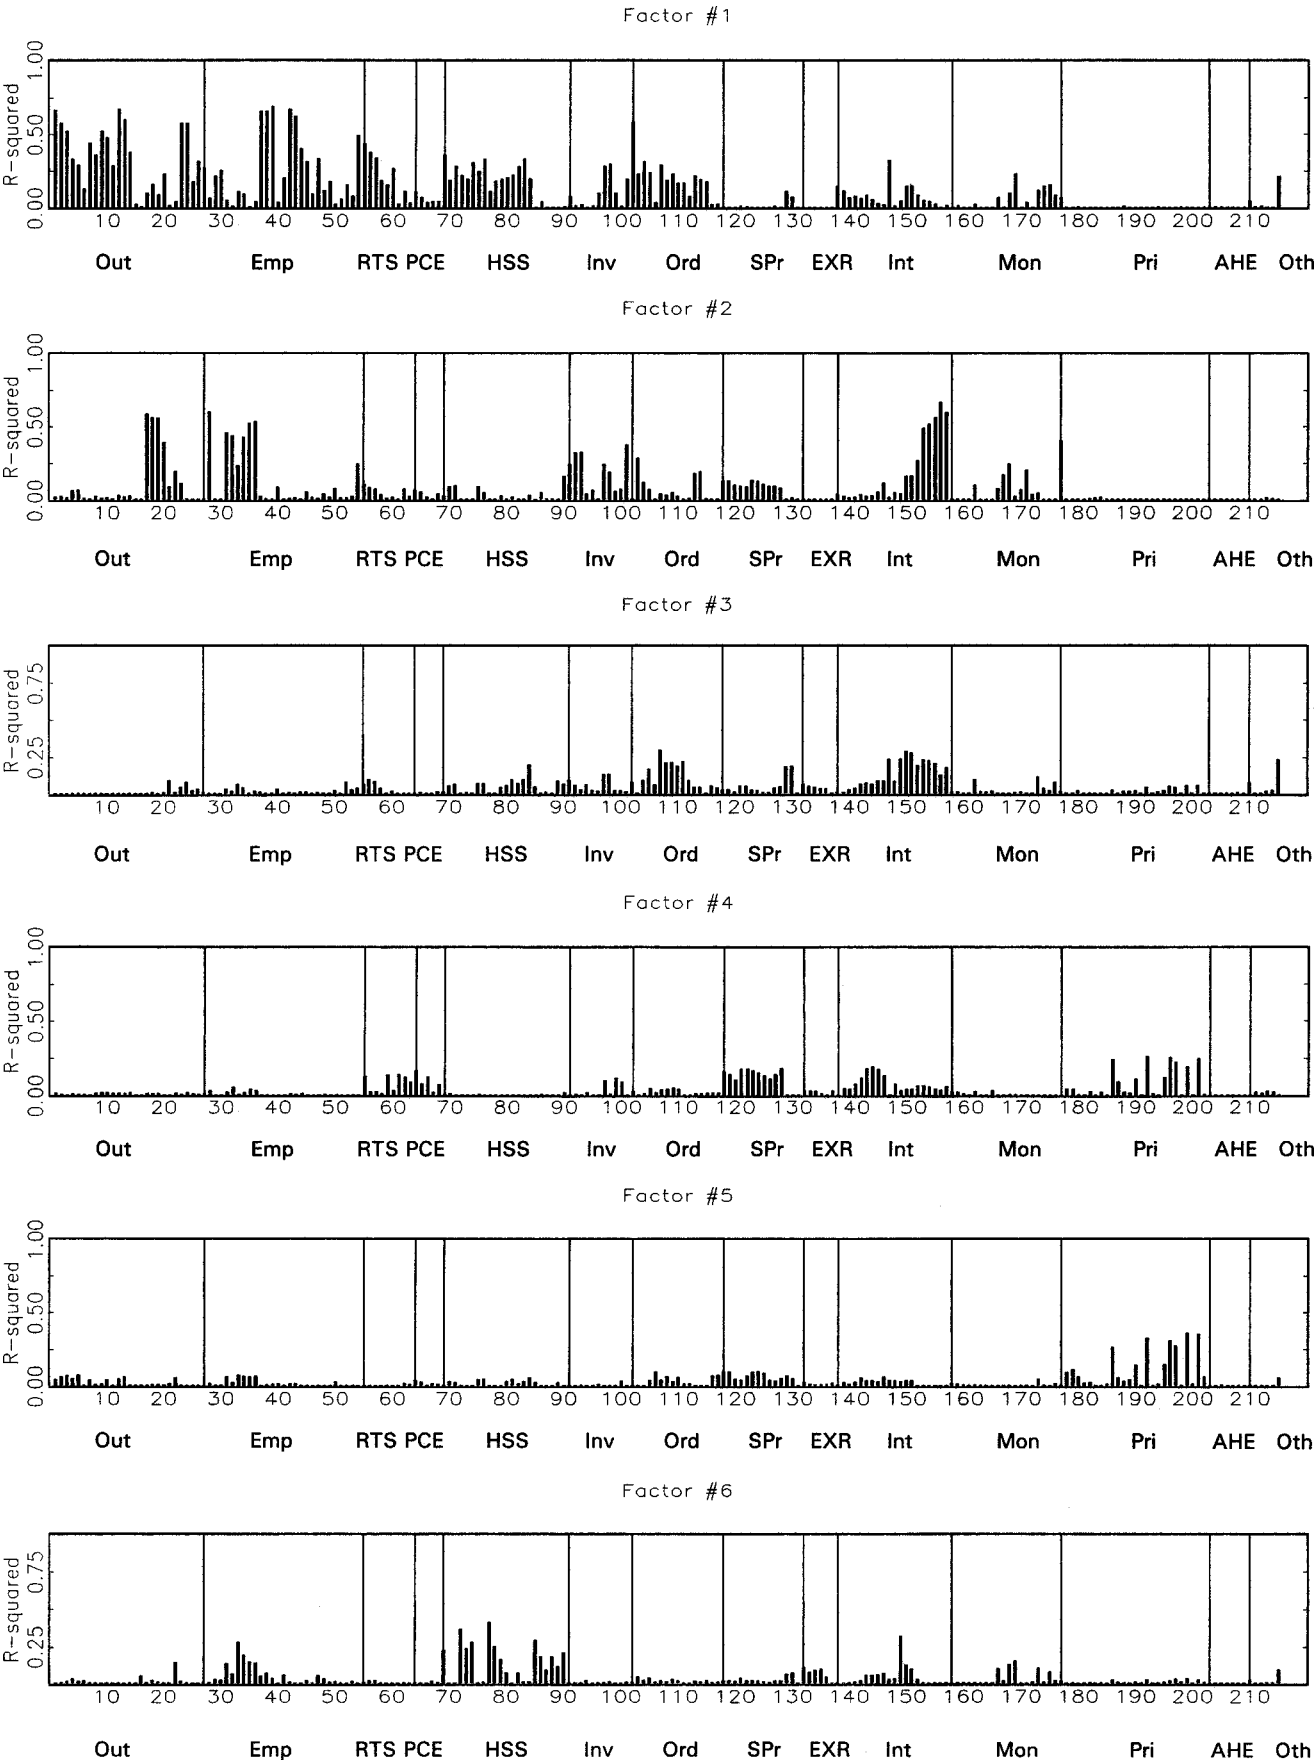 Factor #1
R-squared
0.00 0.50 1.00
10 20 30 40 50 60 70 80 90 100 110 120 130 140 150 160 170 180 190 200 210
Out Emp RTS PCE HSS Inv Ord SPr EXR Int Mon Pri AHE Oth
Factor #2
R-squared
0.00 0.50 1.00
10 20 30 40 50 60 70 80 90 100 110 120 130 140 150 160 170 180 190 200 210
Out Emp RTS PCE HSS Inv Ord SPr EXR Int Mon Pri AHE Oth
Factor #3
R-squared
0.25 0.75
10 20 30 40 50 60 70 80 90 100 110 120 130 140 150 160 170 180 190 200 210
Out Emp RTS PCE HSS Inv Ord SPr EXR Int Mon Pri AHE Oth
Factor #4
R-squared
0.00 0.50 1.00
10 20 30 40 50 60 70 80 90 100 110 120 130 140 150 160 170 180 190 200 210
Out Emp RTS PCE HSS Inv Ord SPr EXR Int Mon Pri AHE Oth
Factor #5
R-squared
0.00 0.50 1.00
10 20 30 40 50 60 70 80 90 100 110 120 130 140 150 160 170 180 190 200 210
Out Emp RTS PCE HSS Inv Ord SPr EXR Int Mon Pri AHE Oth
Factor #6
R-squared
0.25 0.75
10 20 30 40 50 60 70 80 90 100 110 120 130 140 150 160 170 180 190 200 210
Out Emp RTS PCE HSS Inv Ord SPr EXR Int Mon Pri AHE Oth